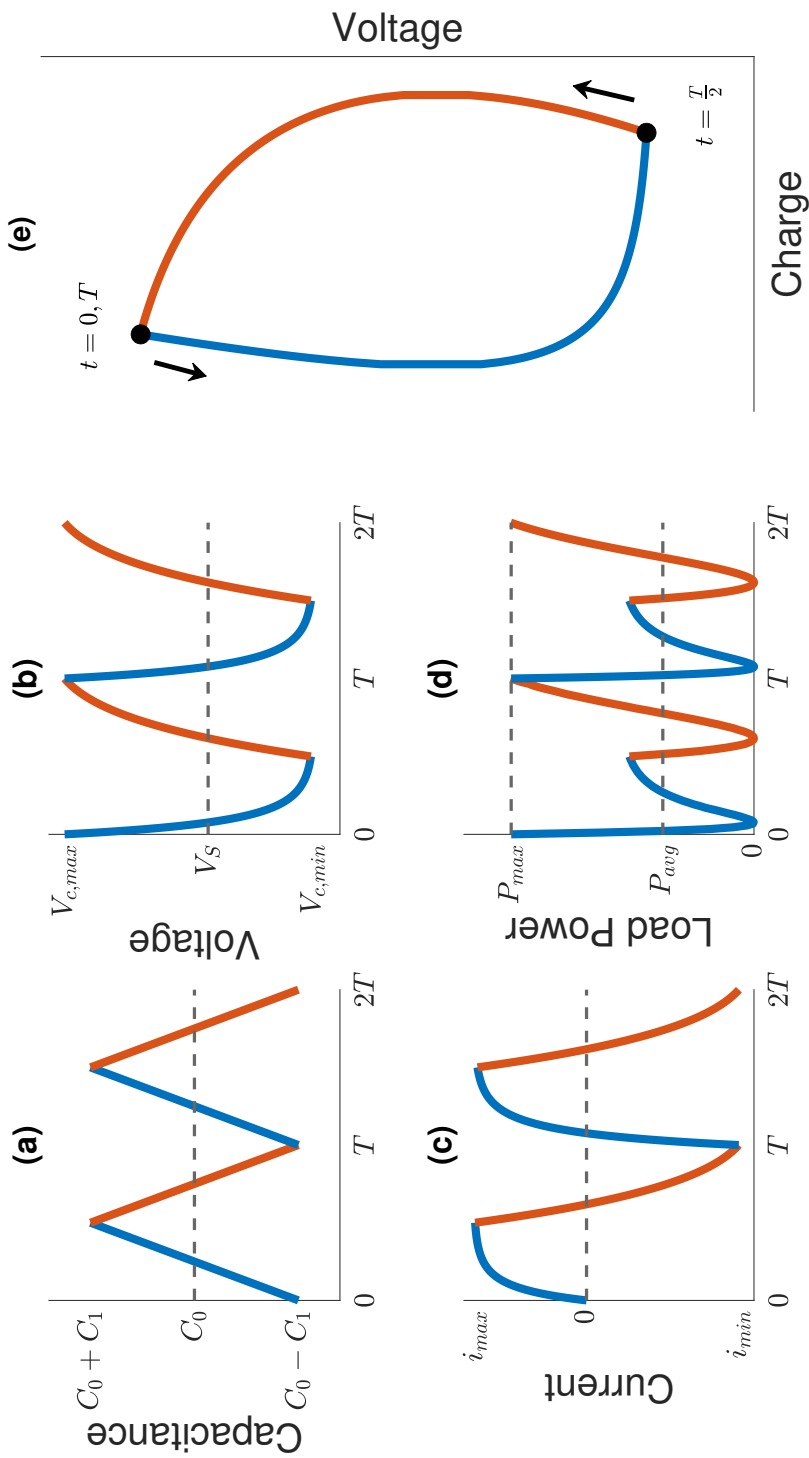 (a)
Capacitance
C_0 + C_1
C_0
C_0 − C_1
0
T
2T
(b)
Voltage
V_{c,max}
V_S
V_{c,min}
0
T
2T
(c)
Current
i_{max}
0
i_{min}
0
T
2T
(d)
Load Power
P_{max}
P_{avg}
0
0
T
2T
(e)
t = 0, T
t = \frac{T}{2}
Voltage
Charge